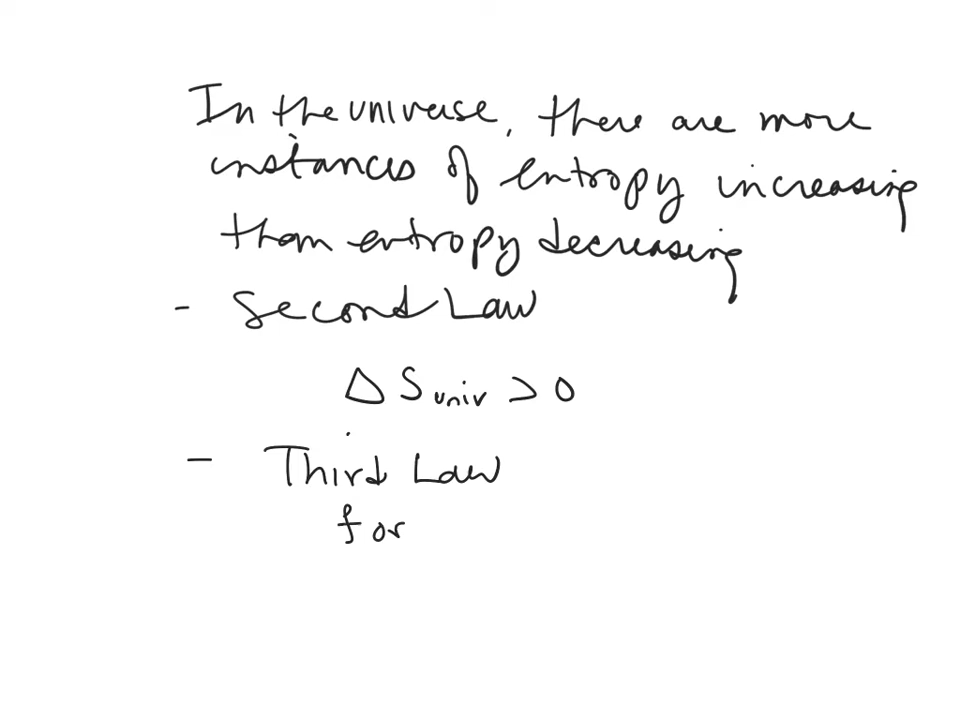 In the universe, there are more
instances of entropy increasing
than entropy decreasing
- Second Law
Δ S univ > 0
- Third Law
for